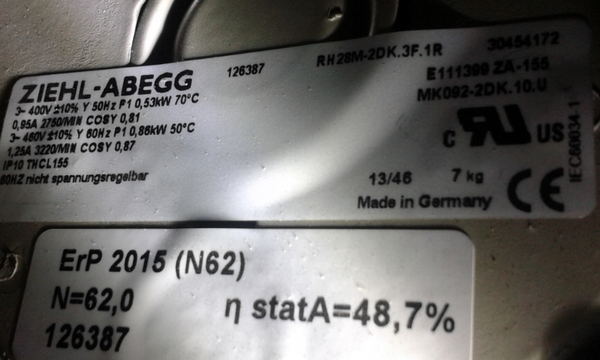 ZIEHL-ABEGG 126387 RH28M-2DK.3F.1R 30454172
3~ 400V ±10% Y 50Hz P1 0,53kW 70°C E111399 ZA-155
0,95A 2750/MIN COSY 0,81 MK092-2DK.10.U
3~ 460V ±10% Y 60Hz P1 0,86kW 50°C
1,25A 3220/MIN COSY 0,87 c RU US
IP10 THCL155 IEC60034-1
60HZ nicht spannungsregelbar 13/46 7 kg CE
Made in Germany
ErP 2015 (N62)
N=62,0 η statA=48,7%
126387